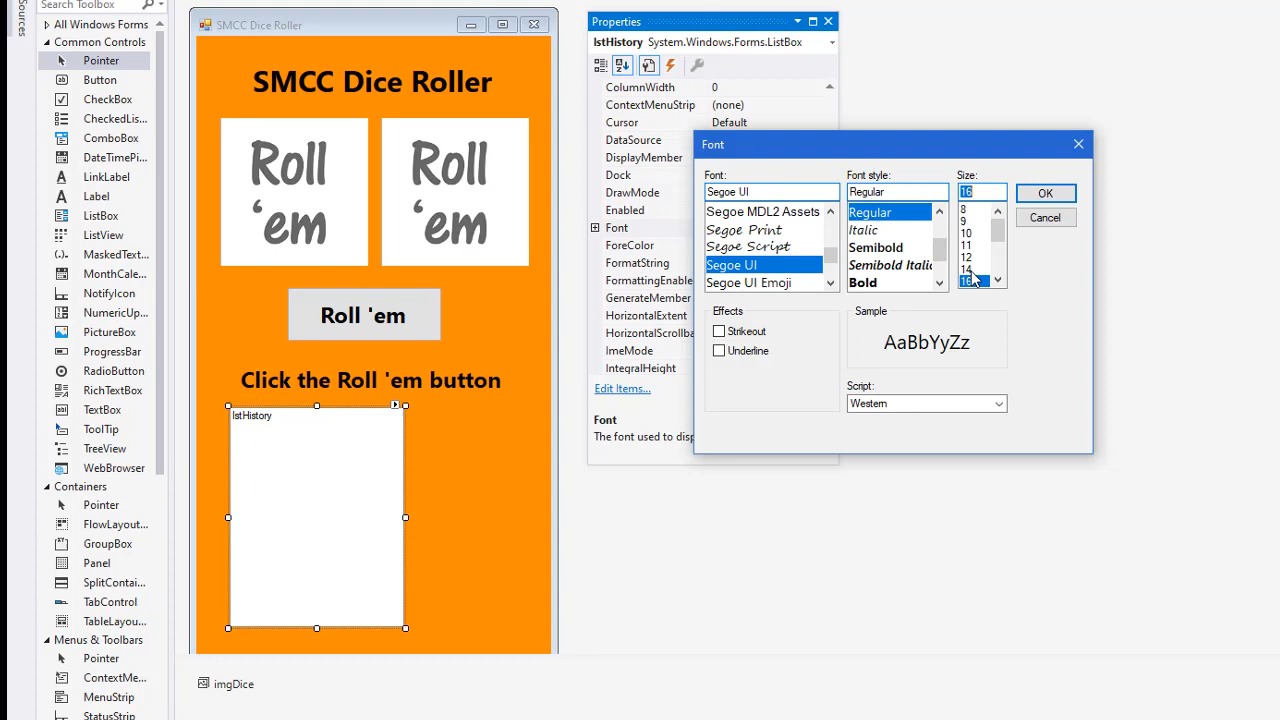 Sources
Search Toolbox
All Windows Forms
Common Controls
Pointer
Button
CheckBox
CheckedLis...
ComboBox
DateTimePi...
LinkLabel
Label
ListBox
ListView
MaskedText...
MonthCale...
NotifyIcon
NumericUp...
PictureBox
ProgressBar
RadioButton
RichTextBox
TextBox
ToolTip
TreeView
WebBrowser
Containers
Pointer
FlowLayout...
GroupBox
Panel
SplitContai...
TabControl
TableLayou...
Menus & Toolbars
Pointer
ContextMe...
MenuStrip
StatusStrip
SMCC Dice Roller
SMCC Dice Roller
Roll
'em
Roll
'em
Roll 'em
Click the Roll 'em button
lstHistory
imgDice
Properties
lstHistory System.Windows.Forms.ListBox
ColumnWidth 0
ContextMenuStrip (none)
Cursor Default
DataSource
DisplayMember
Dock
DrawMode
Enabled
Font
ForeColor
FormatString
FormattingEnable
GenerateMember
HorizontalExtent
HorizontalScrollba
ImeMode
IntegralHeight
Edit Items...
Font
The font used to disp
Font
Font:
Segoe UI
Segoe MDL2 Assets
Segoe Print
Segoe Script
Segoe UI
Segoe UI Emoji
Font style:
Regular
Regular
Italic
Semibold
Semibold Italic
Bold
Size:
16
8
9
10
11
12
14
16
OK
Cancel
Effects
Strikeout
Underline
Sample
AaBbYyZz
Script:
Western